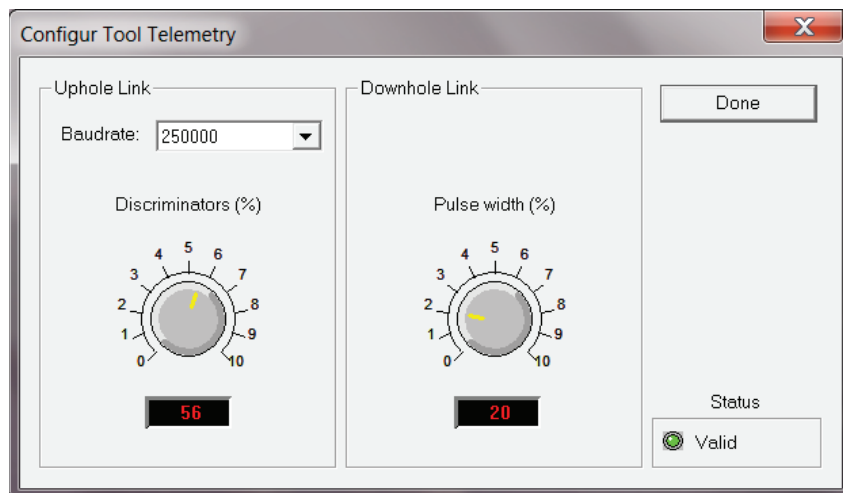 Configur Tool Telemetry
X
Uphole Link
Baudrate: 250000
Discriminators (%)
0 1 2 3 4 5 6 7 8 9 10
56
Downhole Link
Pulse width (%)
0 1 2 3 4 5 6 7 8 9 10
20
Done
Status
Valid